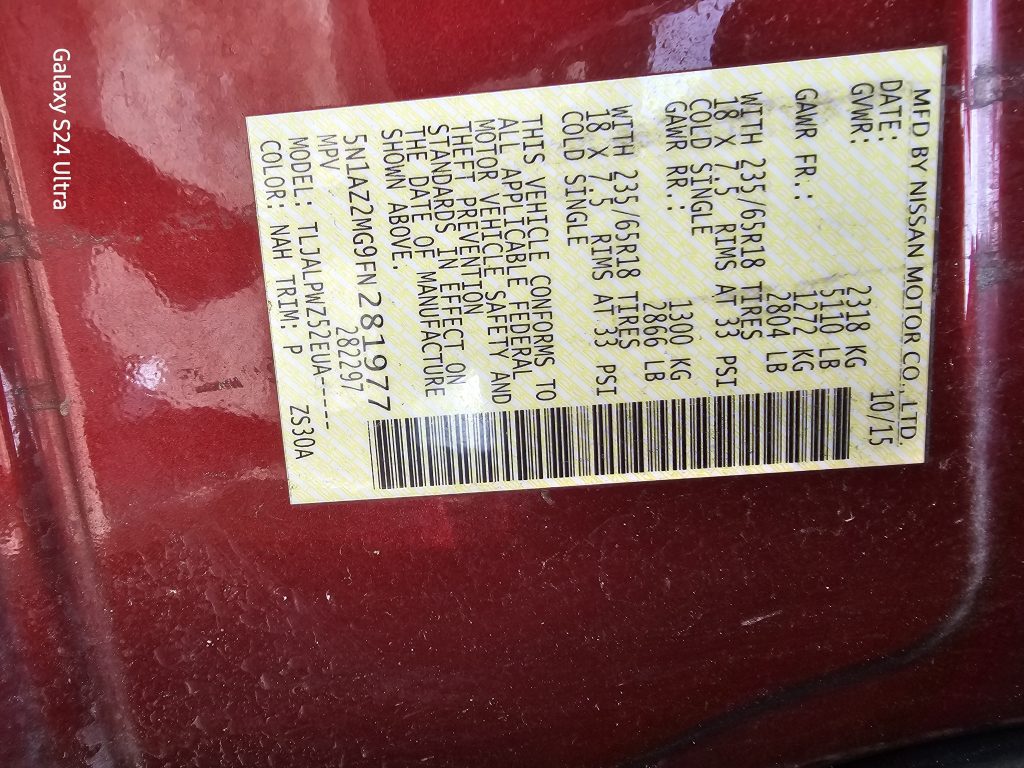 MFD BY NISSAN MOTOR CO., LTD.
DATE: 10/15
GVWR: 2318 KG
5110 LB
GAWR FR.: 1272 KG
2804 LB
WITH 235/65R18 TIRES
18 X 7.5 RIMS AT 33 PSI
COLD SINGLE
GAWR RR.: 1300 KG
2866 LB
WITH 235/65R18 TIRES
18 X 7.5 RIMS AT 33 PSI
COLD SINGLE
THIS VEHICLE CONFORMS TO
ALL APPLICABLE FEDERAL
MOTOR VEHICLE SAFETY AND
THEFT PREVENTION
STANDARDS IN EFFECT ON
THE DATE OF MANUFACTURE
SHOWN ABOVE.
5N1AZ2MG9FN281977
MPV 282297
MODEL: TLJALPWZ52EUA-----
COLOR: NAH TRIM: P ZS30A
Galaxy S24 Ultra